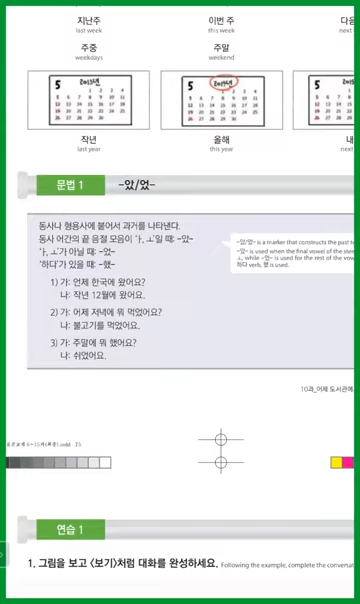 지난주 이번 주 다음
last week this week next
주중 주말
weekdays weekend
5 2013년 5 2014년 5
작년 올해 내
last year this year next
문법 1 -았/었-
동사나 형용사에 붙어서 과거를 나타낸다.
동사 어간의 끝 음절 모음이 'ㅏ, ㅗ'일 때: -았-
'ㅏ, ㅗ'가 아닐 때: -었-
'하다'가 있을 때: -했-
-았/었- is a marker that constructs the past
-았- is used when the final vowel of the
ㅗ, while -었- is used for the rest of the
하다 verb, 했 is used.
1) 가: 언제 한국에 왔어요?
나: 작년 12월에 왔어요.
2) 가: 어제 저녁에 뭐 먹었어요?
나: 불고기를 먹었어요.
3) 가: 주말에 뭐 했어요?
나: 쉬었어요.
10과_어제 도서관에
연습 1
1. 그림을 보고 <보기>처럼 대화를 완성하세요. Following the example, complete the